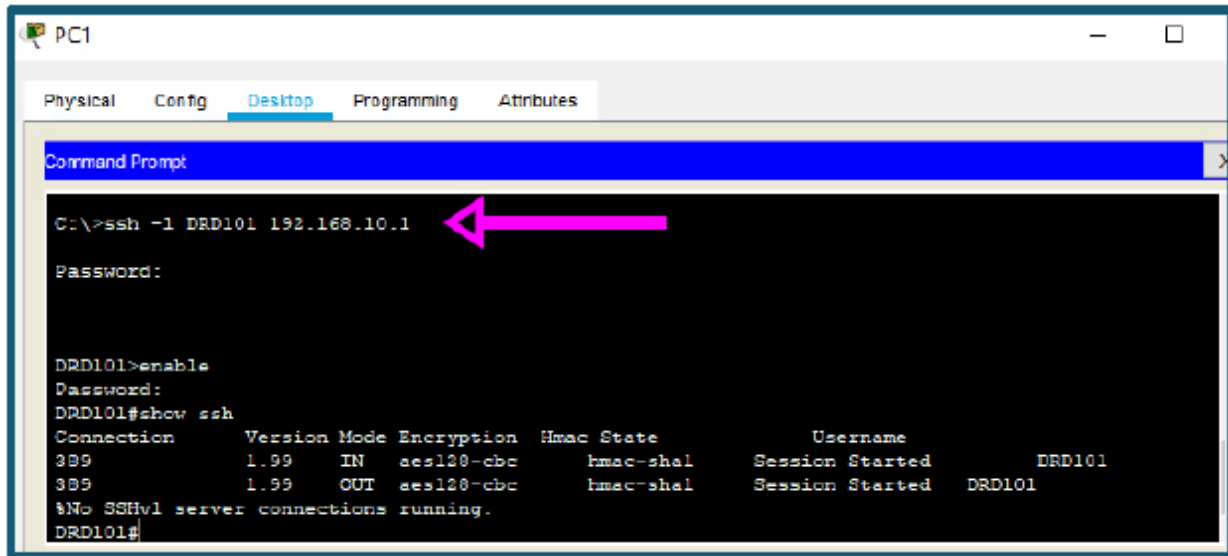 PC1
Physical Config Desktop Programming Attributes
Command Prompt
X
C:\>ssh -l DRD101 192.168.10.1
Password:
DRD101>enable
Password:
DRD101#show ssh
Connection Version Mode Encryption Hmac State Username
389 1.99 IN aes128-cbc hmac-sha1 Session Started DRD101
389 1.99 OUT aes128-cbc hmac-sha1 Session Started DRD101
%No SSHv1 server connections running.
DRD101#